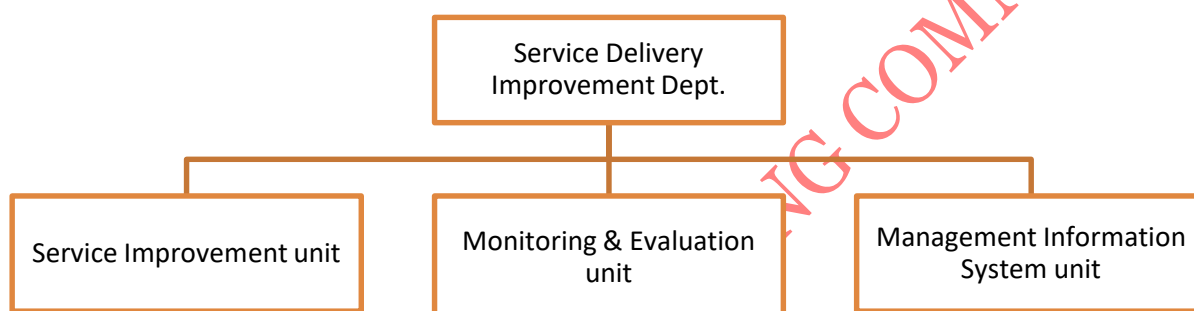 Service Delivery
Improvement Dept.
Service Improvement unit
Monitoring & Evaluation
unit
Management Information
System unit